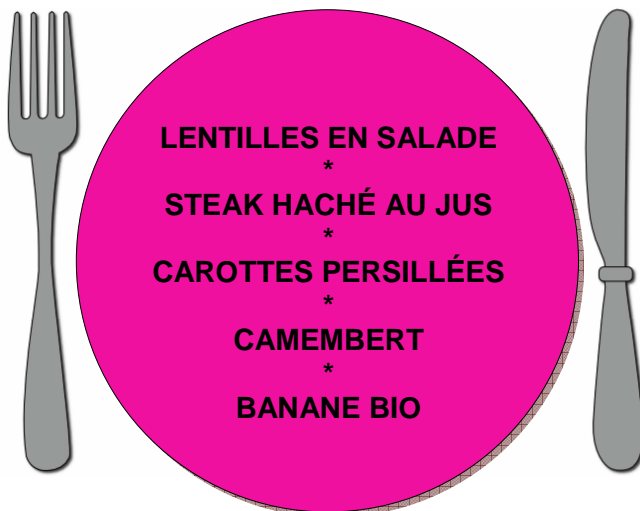 LENTILLES EN SALADE
*
STEAK HACHÉ AU JUS
*
CAROTTES PERSILLÉES
*
CAMEMBERT
*
BANANE BIO